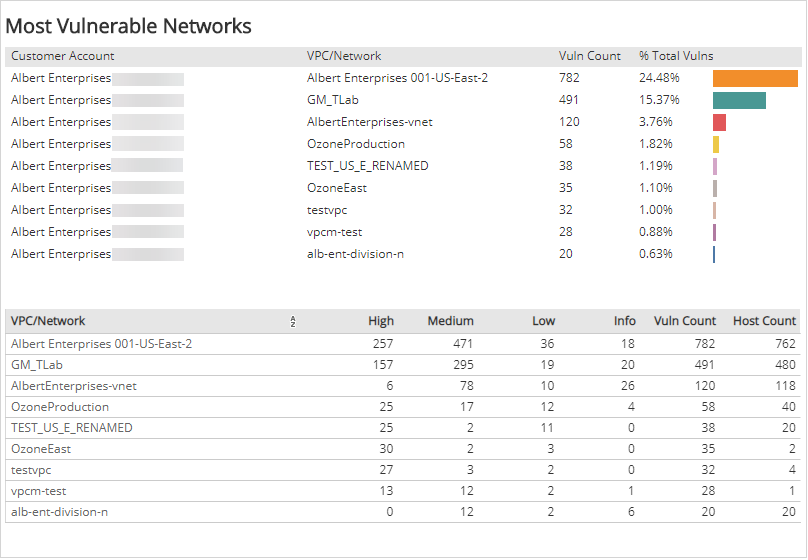 Most Vulnerable Networks
Customer Account VPC/Network Vuln Count % Total Vulns
Albert Enterprises Albert Enterprises 001-US-East-2 782 24.48%
Albert Enterprises GM_TLab 491 15.37%
Albert Enterprises AlbertEnterprises-vnet 120 3.76%
Albert Enterprises OzoneProduction 58 1.82%
Albert Enterprises TEST_US_E_RENAMED 38 1.19%
Albert Enterprises OzoneEast 35 1.10%
Albert Enterprises testvpc 32 1.00%
Albert Enterprises vpcm-test 28 0.88%
Albert Enterprises alb-ent-division-n 20 0.63%
VPC/Network AZ High Medium Low Info Vuln Count Host Count
Albert Enterprises 001-US-East-2 257 471 36 18 782 762
GM_TLab 157 295 19 20 491 480
AlbertEnterprises-vnet 6 78 10 26 120 118
OzoneProduction 25 17 12 4 58 40
TEST_US_E_RENAMED 25 2 11 0 38 20
OzoneEast 30 2 3 0 35 2
testvpc 27 3 2 0 32 4
vpcm-test 13 12 2 1 28 1
alb-ent-division-n 0 12 2 6 20 20